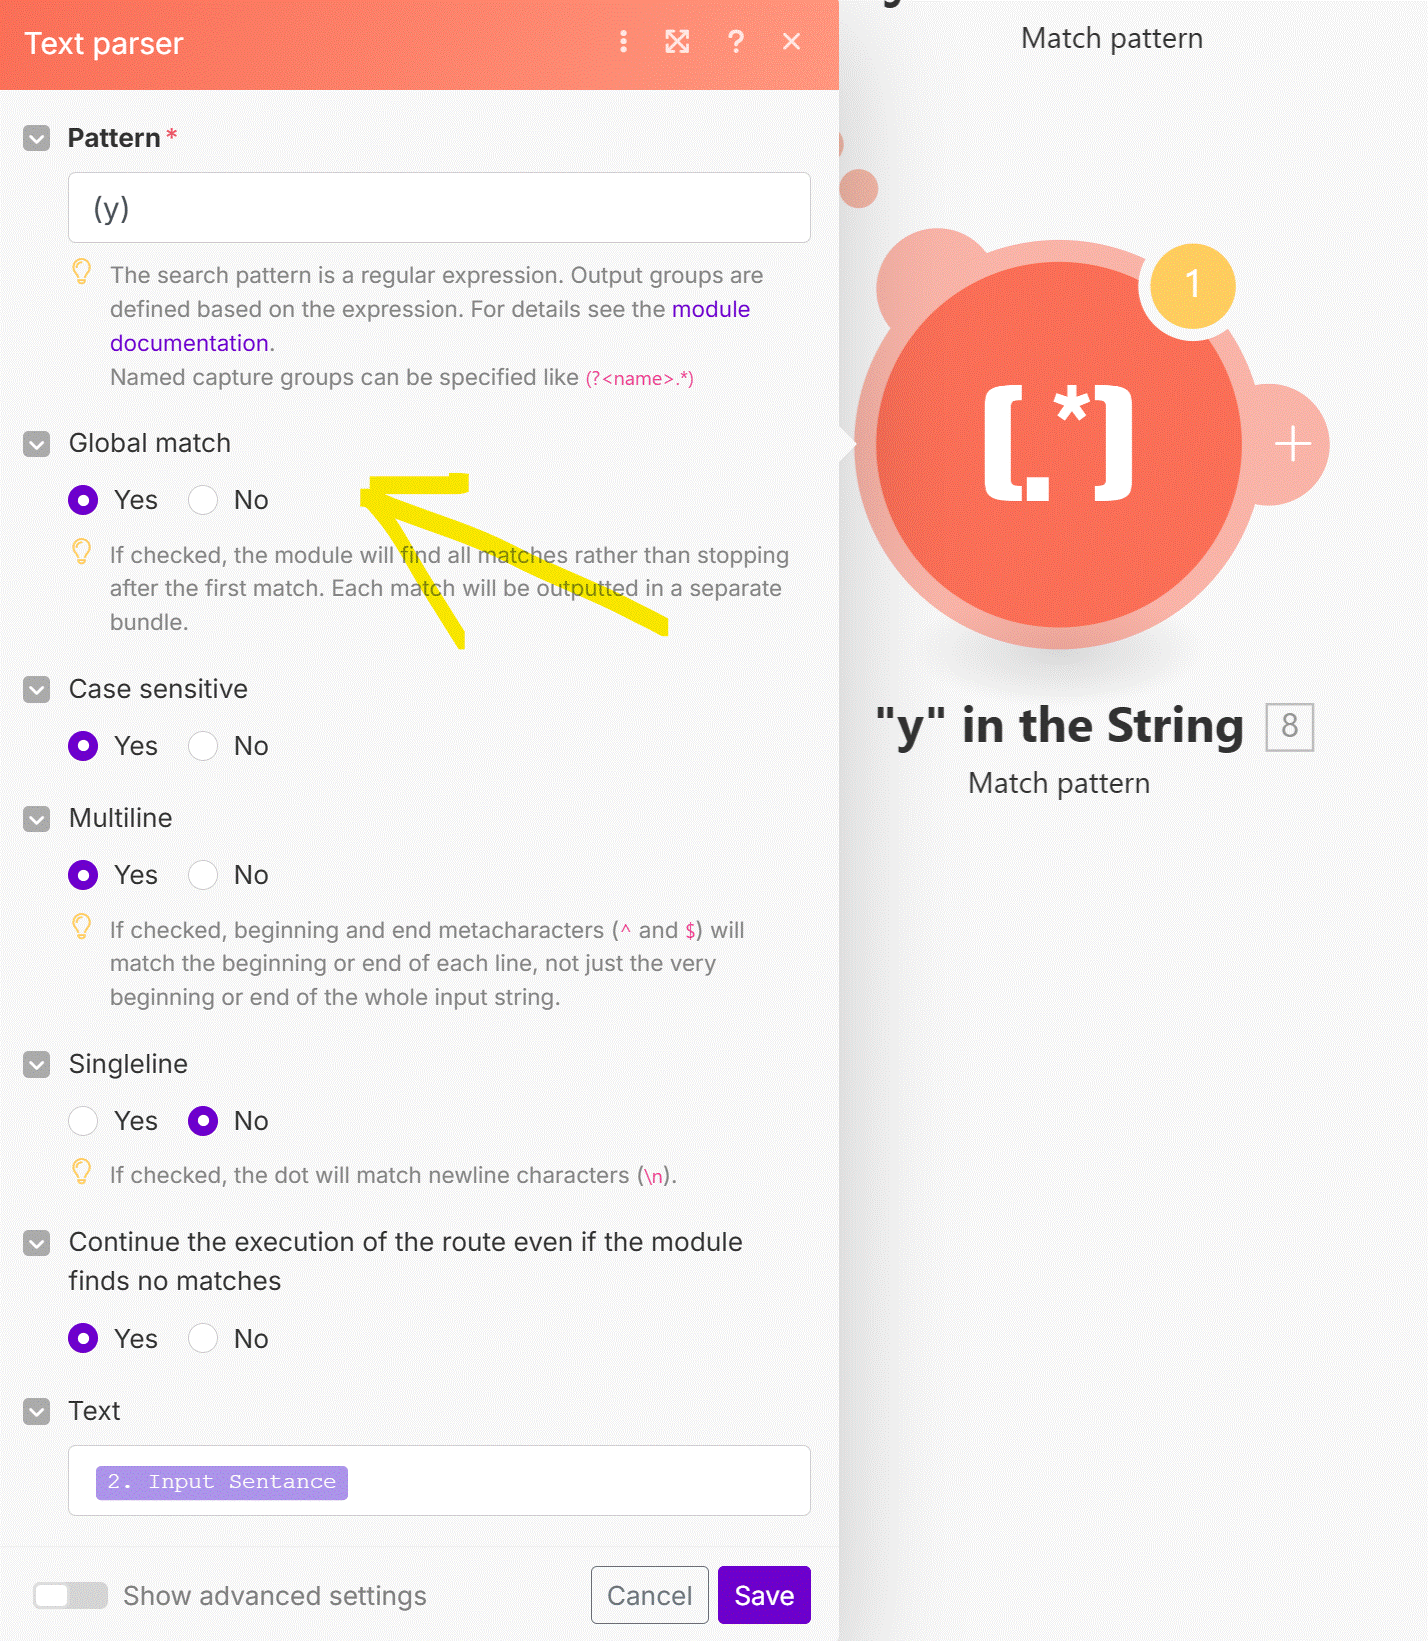 Text parser
?
Match pattern
Pattern *
(y)
The search pattern is a regular expression. Output groups are
defined based on the expression. For details see the module
documentation.
Named capture groups can be specified like (?<name>.*)
Global match
Yes No
If checked, the module will find all matches rather than stopping
after the first match. Each match will be outputted in a separate
bundle.
Case sensitive
Yes No
Multiline
Yes No
If checked, beginning and end metacharacters (^ and $) will
match the beginning or end of each line, not just the very
beginning or end of the whole input string.
Singleline
Yes No
If checked, the dot will match newline characters (\n).
Continue the execution of the route even if the module
finds no matches
Yes No
Text
2. Input Sentance
Show advanced settings
Cancel Save
1
(.*)
"y" in the String 8
Match pattern